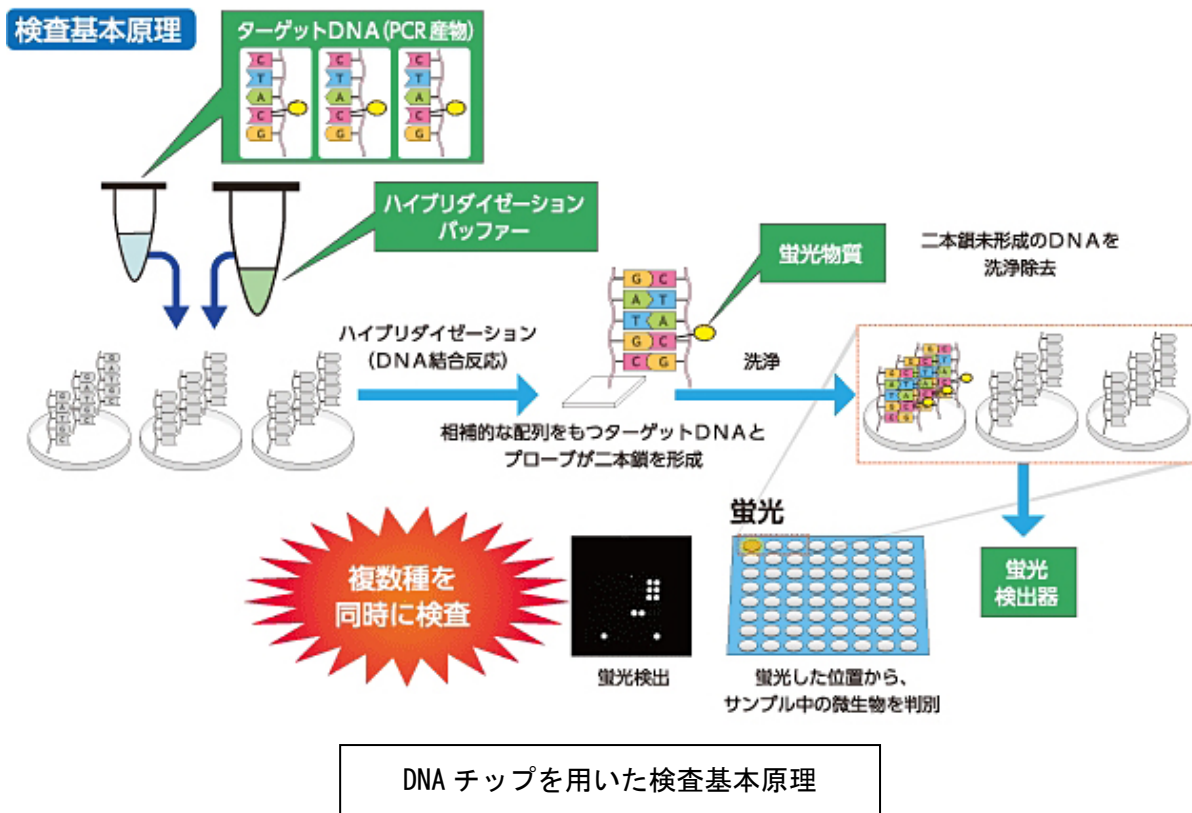 検査基本原理
ターゲットDNA(PCR産物)
C
T
A
C
G
C
T
A
C
G
C
T
A
C
G
ハイブリダイゼーション
バッファー
蛍光物質
二本鎖未形成のDNAを
洗浄除去
ハイブリダイゼーション
(DNA結合反応)
G C
A T
T A
G C
C G
洗浄
相補的な配列をもつターゲットDNAと
プローブが二本鎖を形成
複数種を
同時に検査
蛍光検出
蛍光
蛍光した位置から、
サンプル中の微生物を判別
蛍光
検出器
DNA チップを用いた検査基本原理